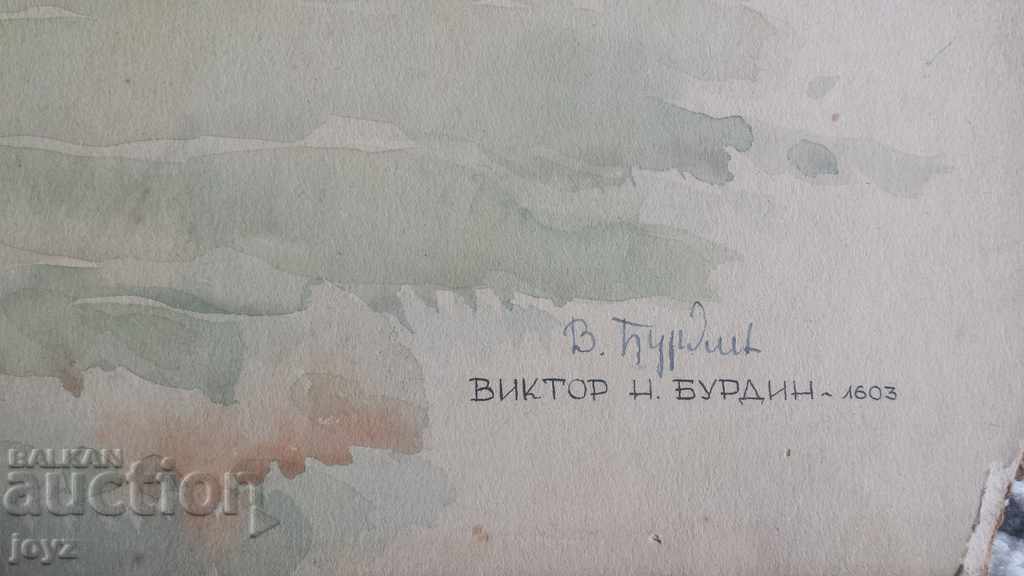 В. Бурдин
ВИКТОР Н. БУРДИН ~ 1603
BALKAN
auction
joyz